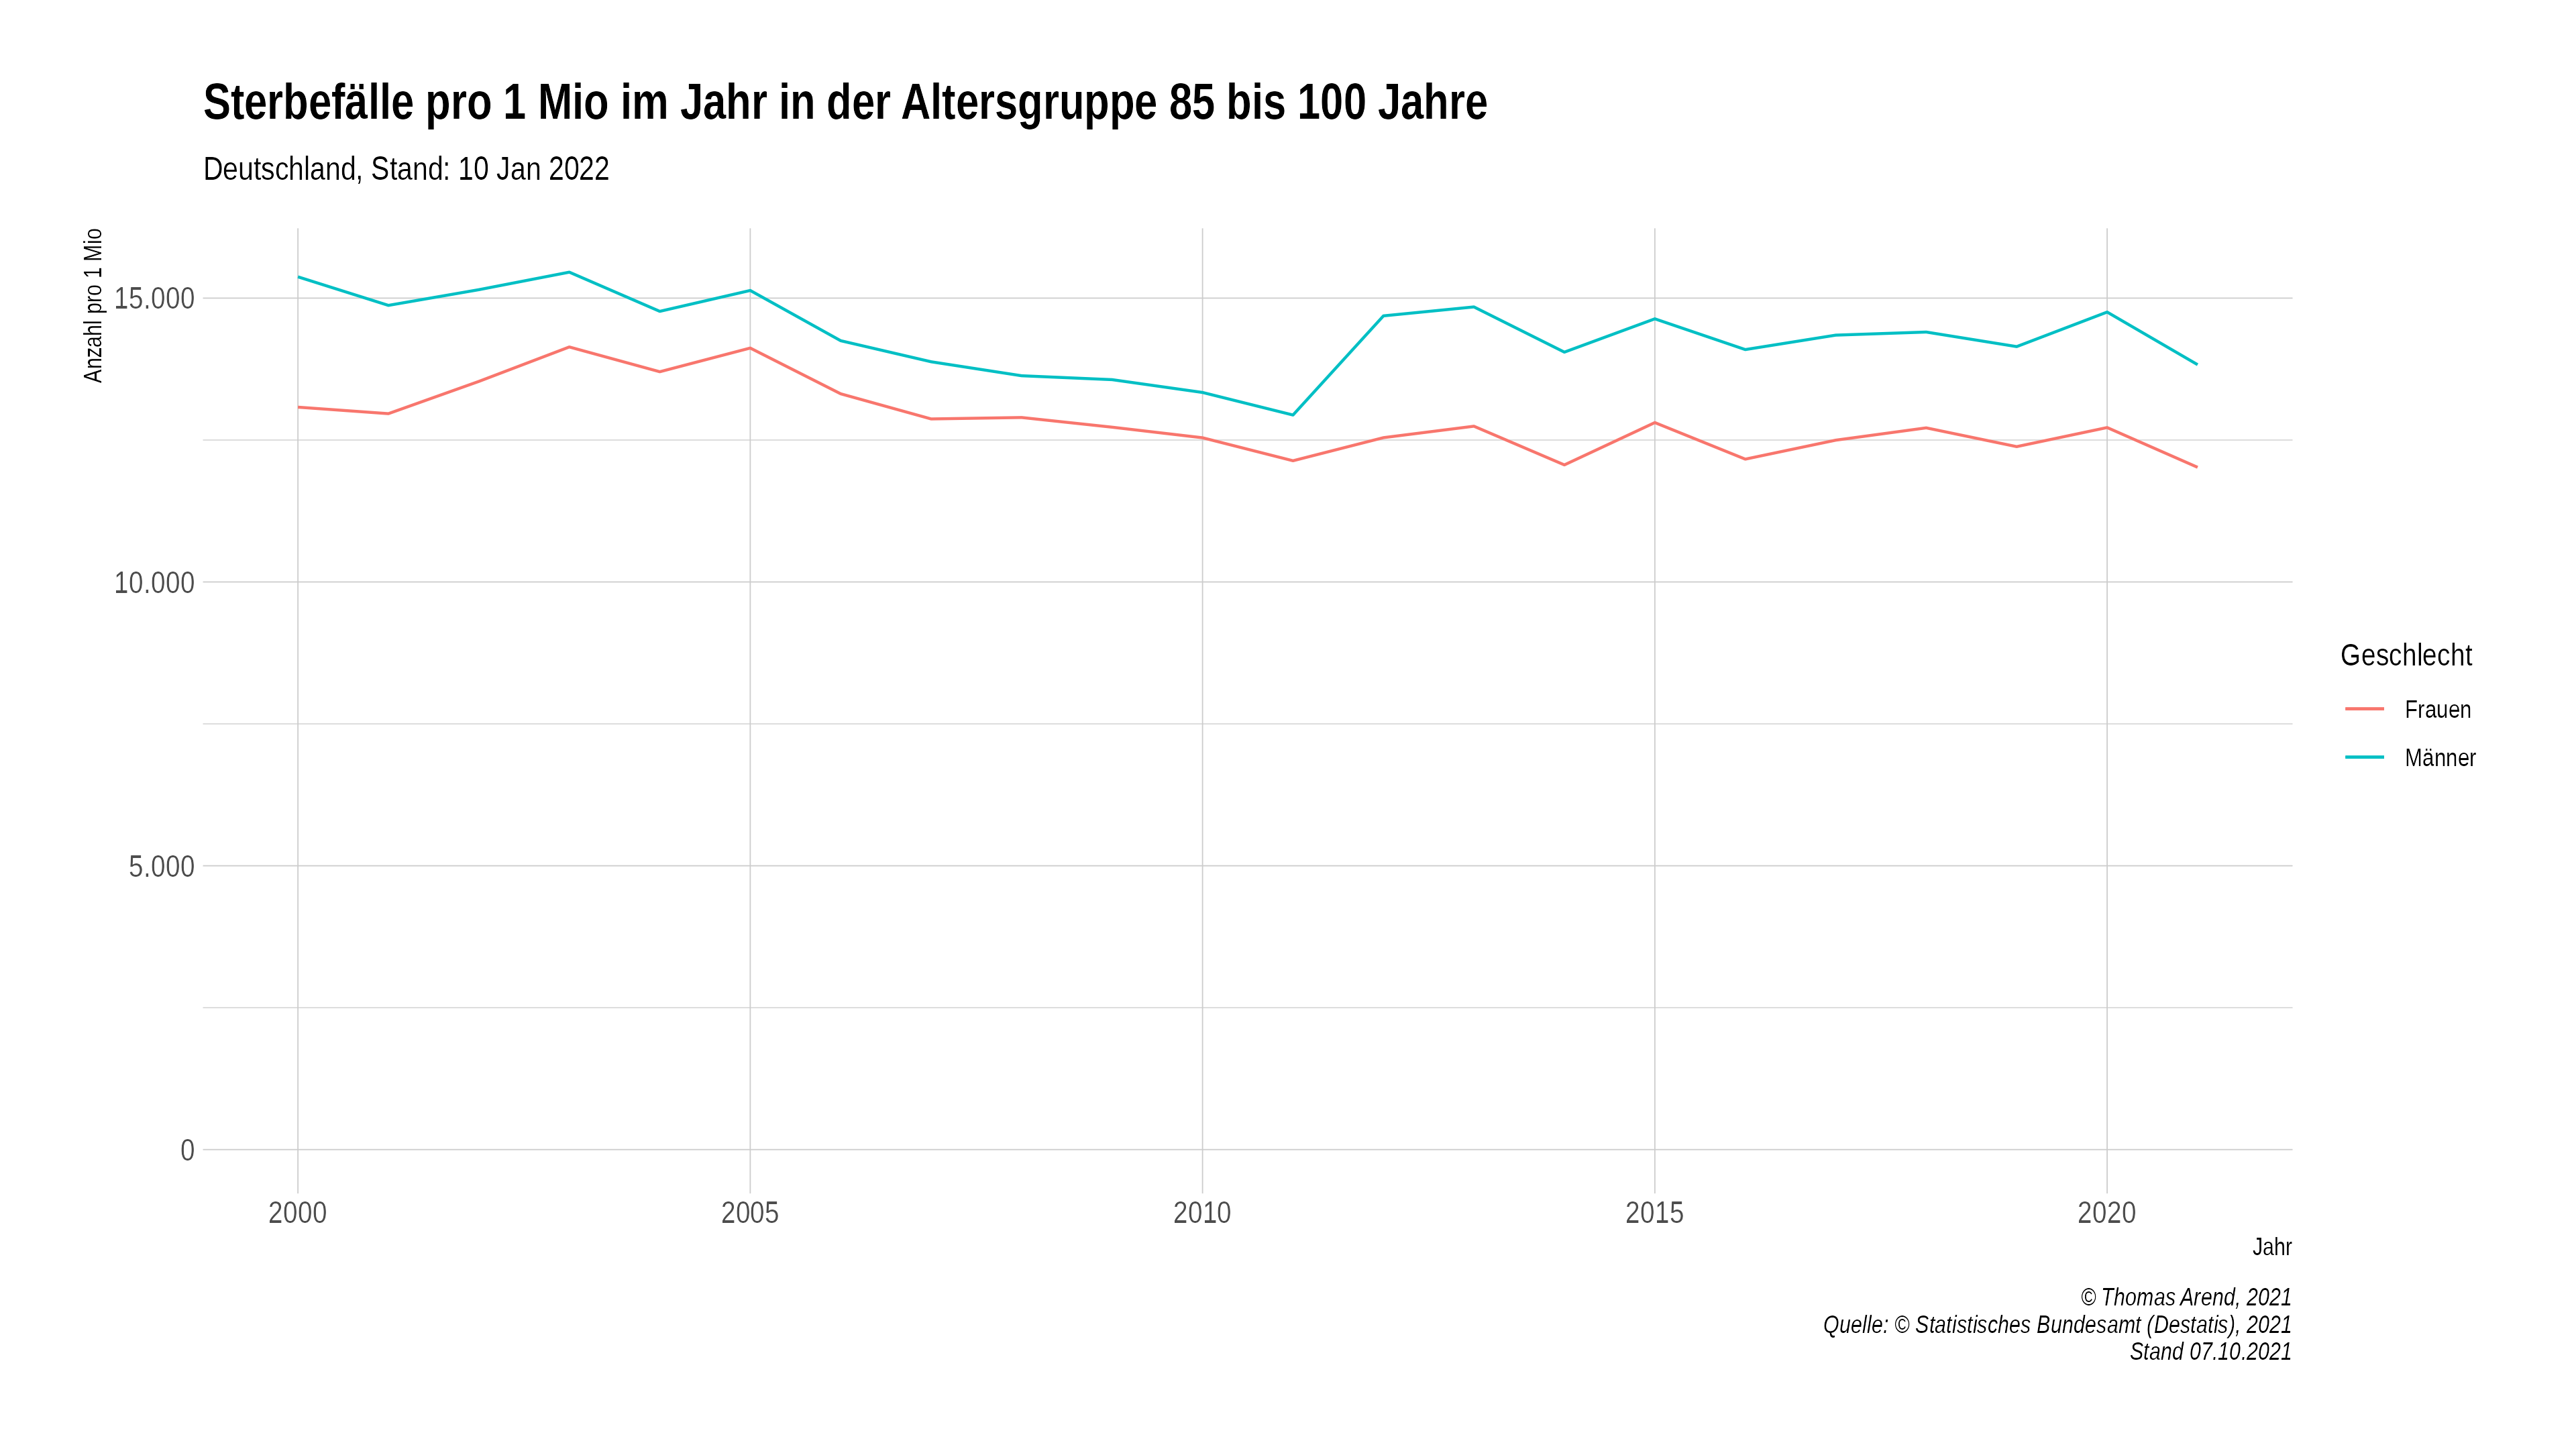 Sterbefälle pro 1 Mio im Jahr in der Altersgruppe 85 bis 100 Jahre
Deutschland, Stand: 10 Jan 2022
Anzahl pro 1 Mio
15.000
10.000
5.000
0
2000
2005
2010
2015
2020
Jahr
Geschlecht
Frauen
Männer
© Thomas Arend, 2021
Quelle: © Statistisches Bundesamt (Destatis), 2021
Stand 07.10.2021